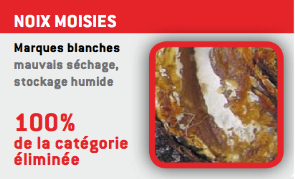 NOIX MOISIES
Marques blanches
mauvais séchage,
stockage humide
100%
de la catégorie
éliminée